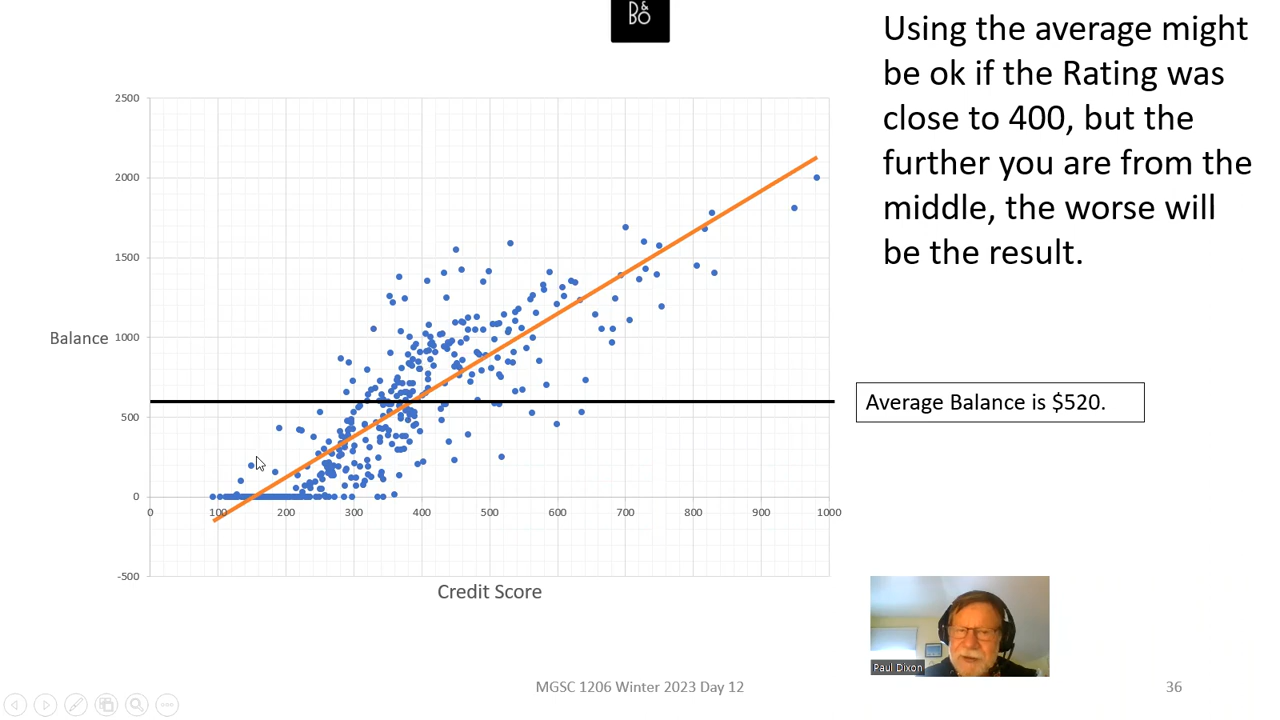 B&
BO
Using the average might
be ok if the Rating was
close to 400, but the
further you are from the
middle, the worse will
be the result.
2500
2000
1500
Balance 1000
500
0
-500
0 100 200 300 400 500 600 700 800 900 1000
Credit Score
Average Balance is $520.
Paul Dixon
MGSC 1206 Winter 2023 Day 12
36